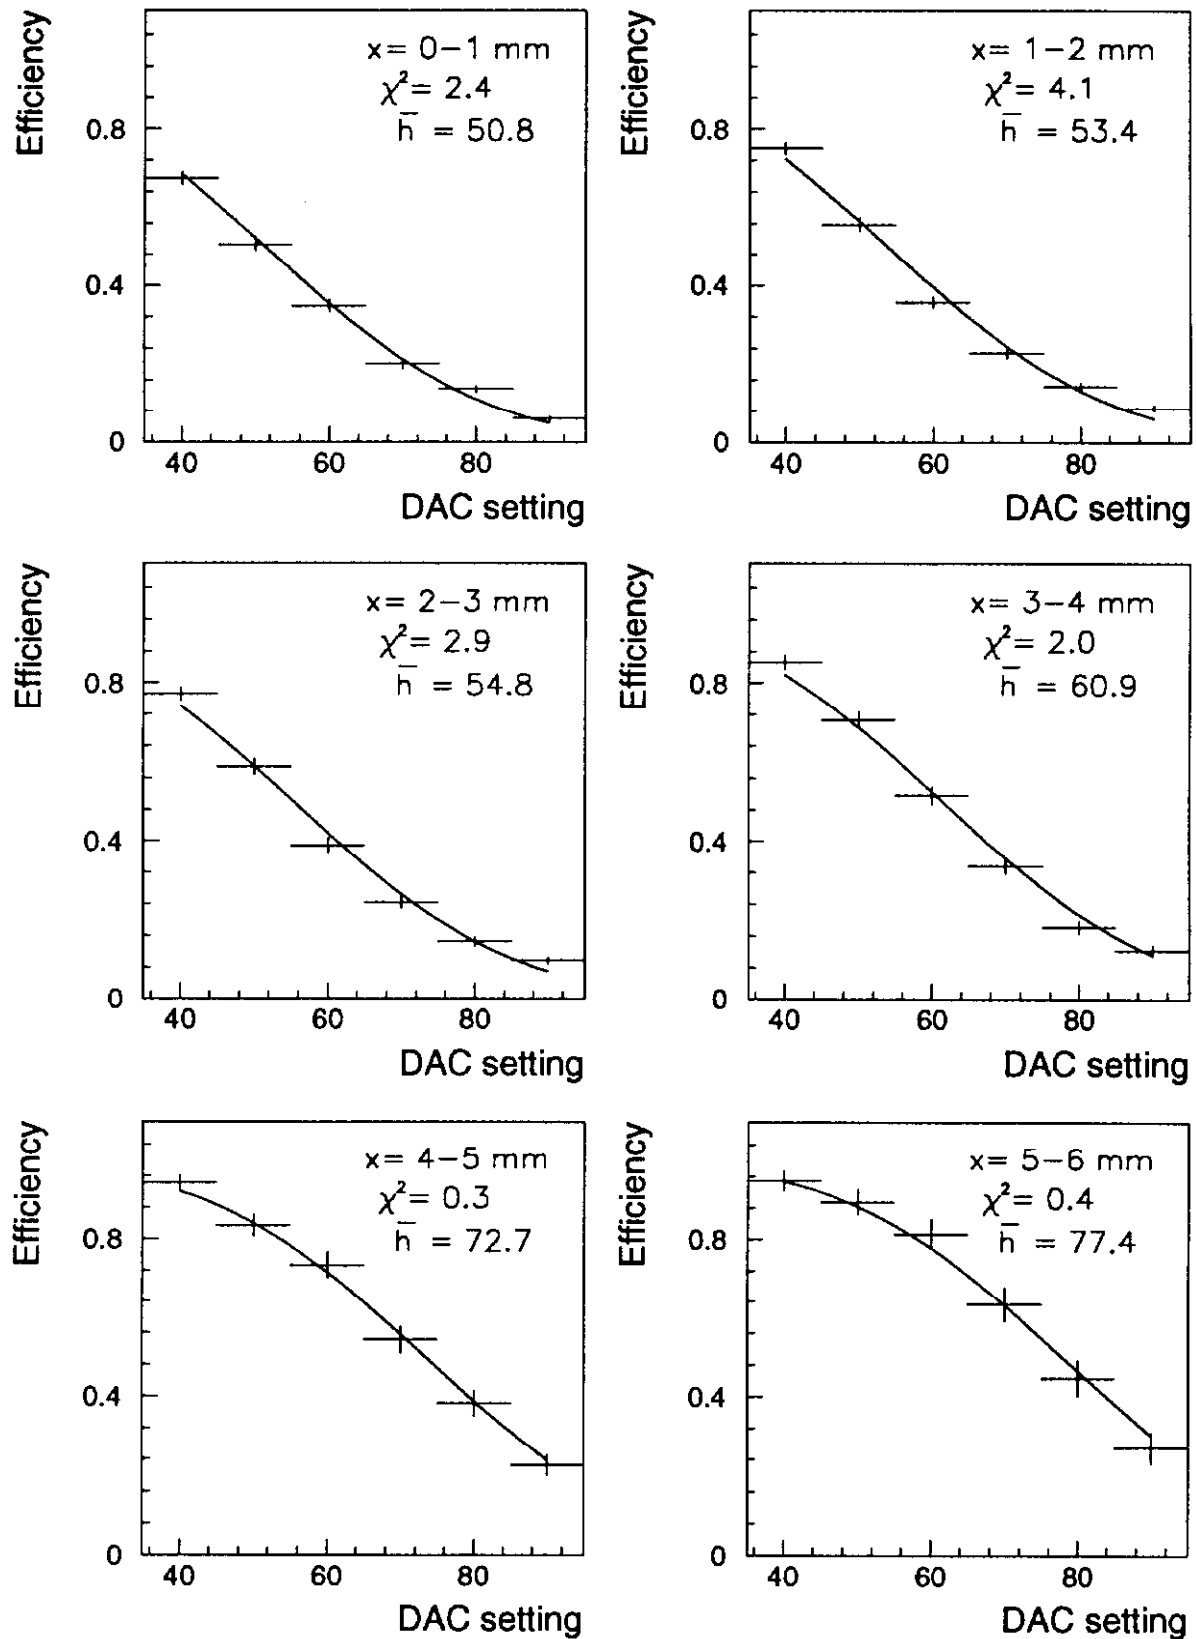 Efficiency
x= 0–1 mm
χ²= 2.4
h̅ = 50.8
0.8
0.4
0
40 60 80
DAC setting
Efficiency
x= 1–2 mm
χ²= 4.1
h̅ = 53.4
0.8
0.4
0
40 60 80
DAC setting
Efficiency
x= 2–3 mm
χ²= 2.9
h̅ = 54.8
0.8
0.4
0
40 60 80
DAC setting
Efficiency
x= 3–4 mm
χ²= 2.0
h̅ = 60.9
0.8
0.4
0
40 60 80
DAC setting
Efficiency
x= 4–5 mm
χ²= 0.3
h̅ = 72.7
0.8
0.4
0
40 60 80
DAC setting
Efficiency
x= 5–6 mm
χ²= 0.4
h̅ = 77.4
0.8
0.4
0
40 60 80
DAC setting